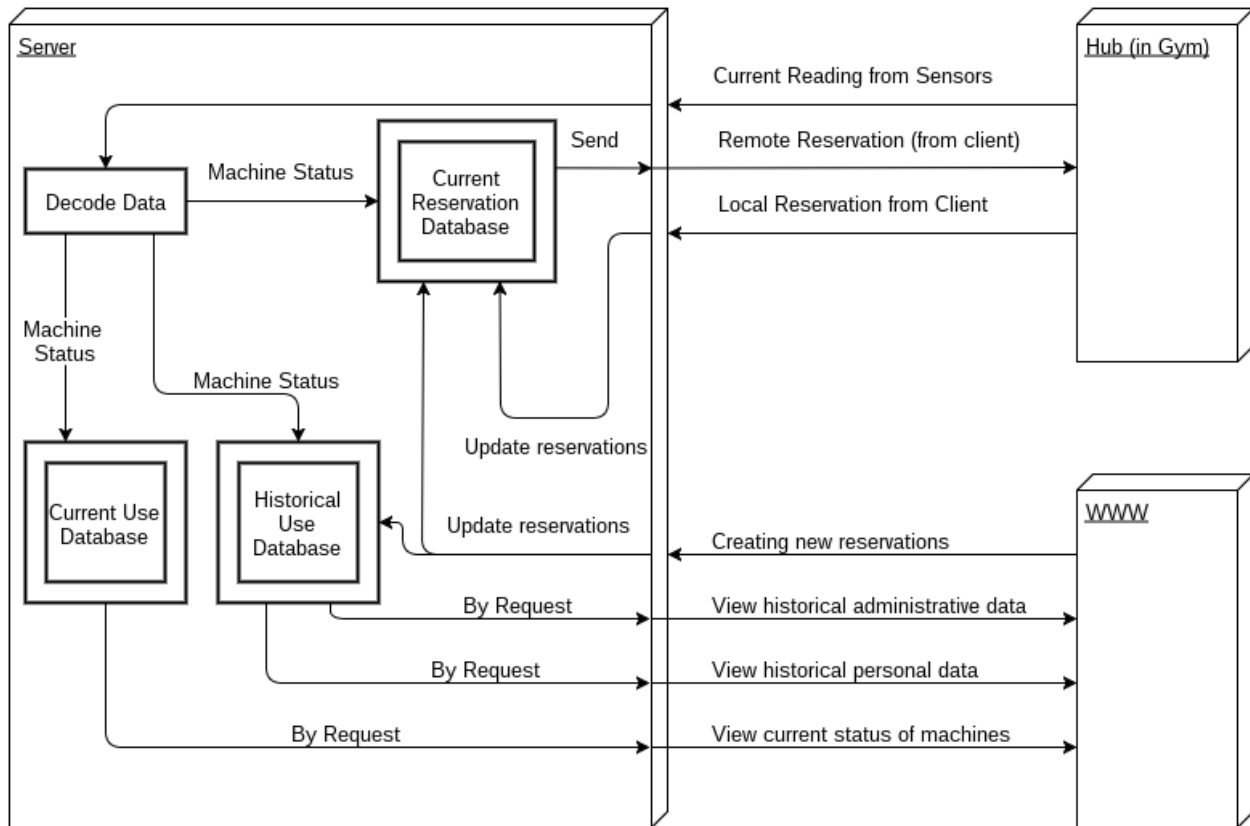 Server
Hub (in Gym)
Current Reading from Sensors
Send
Remote Reservation (from client)
Machine Status
Current
Reservation
Database
Decode Data
Local Reservation from Client
Machine
Status
Machine Status
Update reservations
Current Use
Database
Historical
Use
Database
Update reservations
WWW
Creating new reservations
By Request
View historical administrative data
By Request
View historical personal data
By Request
View current status of machines